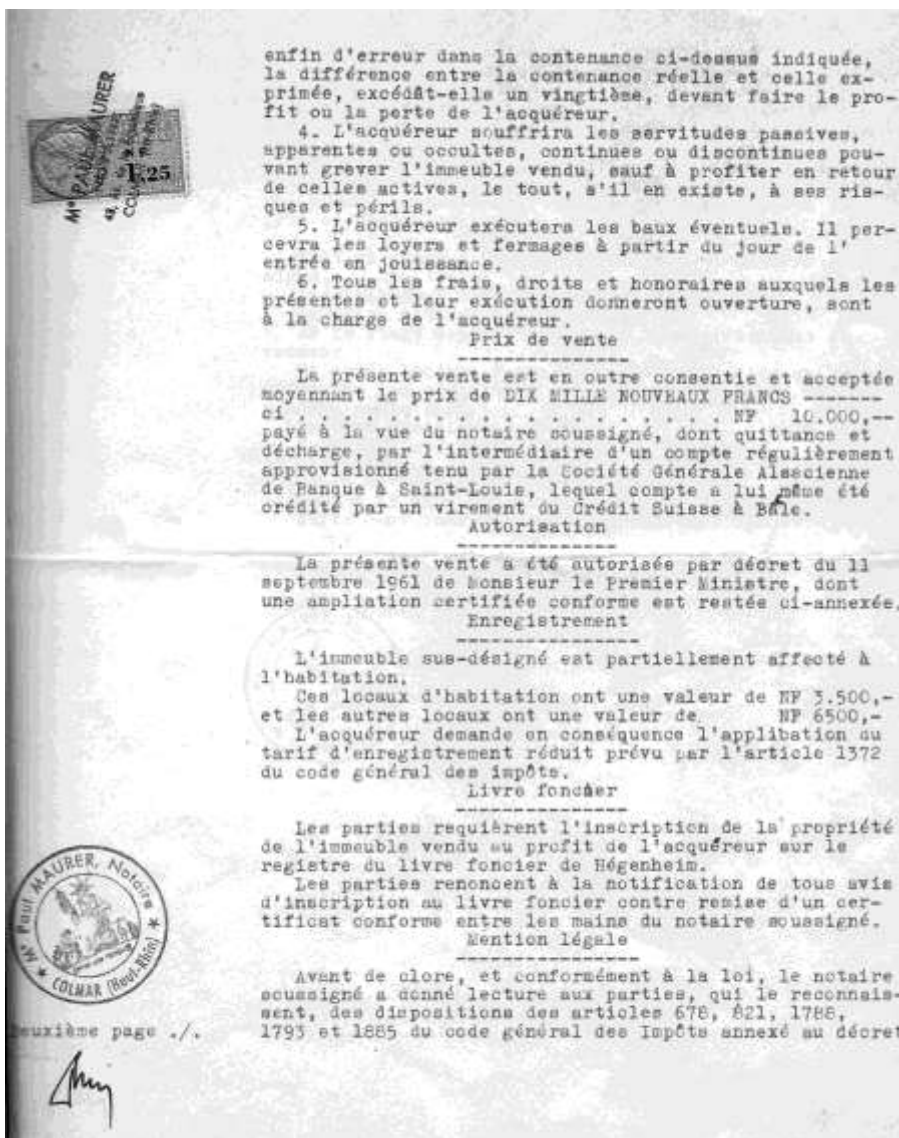 enfin d'erreur dans la contenance ci-dessus indiquée,
la différence entre la contenance réelle et celle ex-
primée, excédât-elle un vingtième, devant faire le pro-
fit ou la perte de l'acquéreur.
4. L'acquéreur souffrira les servitudes passives,
apparentes ou occultes, continues ou discontinues pou-
vant grever l'immeuble vendu, sauf à profiter en retour
de celles actives, le tout, s'il en existe, à ses ris-
ques et périls.
5. L'acquéreur exécutera les baux éventuels. Il per-
cevra les loyers et fermages à partir du jour de l'
entrée en jouissance.
6. Tous les frais, droits et honoraires auxquels les
présentes et leur exécution donneront ouverture, sont
à la charge de l'acquéreur.
Prix de vente
---------------
La présente vente est en outre consentie et acceptée
moyennant le prix de DIX MILLE NOUVEAUX FRANCS -------
ci . . . . . . . . . . . . . . . . . . . . . NF 10.000,--
payé à la vue du notaire soussigné, dont quittance et
décharge, par l'intermédiaire d'un compte régulièrement
approvisionné tenu par la Société Générale Alsacienne
de Banque à Saint-Louis, lequel compte a lui même été
crédité par un virement du Crédit Suisse à Bâle.
Autorisation
---------------
La présente vente a été autorisée par décret du 11
septembre 1961 de Monsieur le Premier Ministre, dont
une ampliation certifiée conforme est restée ci-annexée.
Enregistrement
----------------
L'immeuble sus-désigné est partiellement affecté à
l'habitation.
Ces locaux d'habitation ont une valeur de NF 3.500,-
et les autres locaux ont une valeur de NF 6500,-
L'acquéreur demande en conséquence l'applibation du
tarif d'enregistrement réduit prévu par l'article 1372
du code général des impôts.
Livre foncier
---------------
Les parties requièrent l'inscription de la propriété
de l'immeuble vendu au profit de l'acquéreur sur le
registre du livre foncier de Hégenheim.
Les parties renoncent à la notification de tous avis
d'inscription au livre foncier contre remise d'un cer-
tificat conforme entre les mains du notaire soussigné.
Mention légale
---------------
Avant de clore, et conformément à la loi, le notaire
soussigné a donné lecture aux parties, qui le reconnais-
sent, des dispositions des articles 678, 821, 1788,
1793 et 1885 du code général des Impôts annexé au décret
deuxième page ./.
Me PAUL MAURER
1,25
Me Paul MAURER, Notaire
COLMAR (Haut-Rhin)